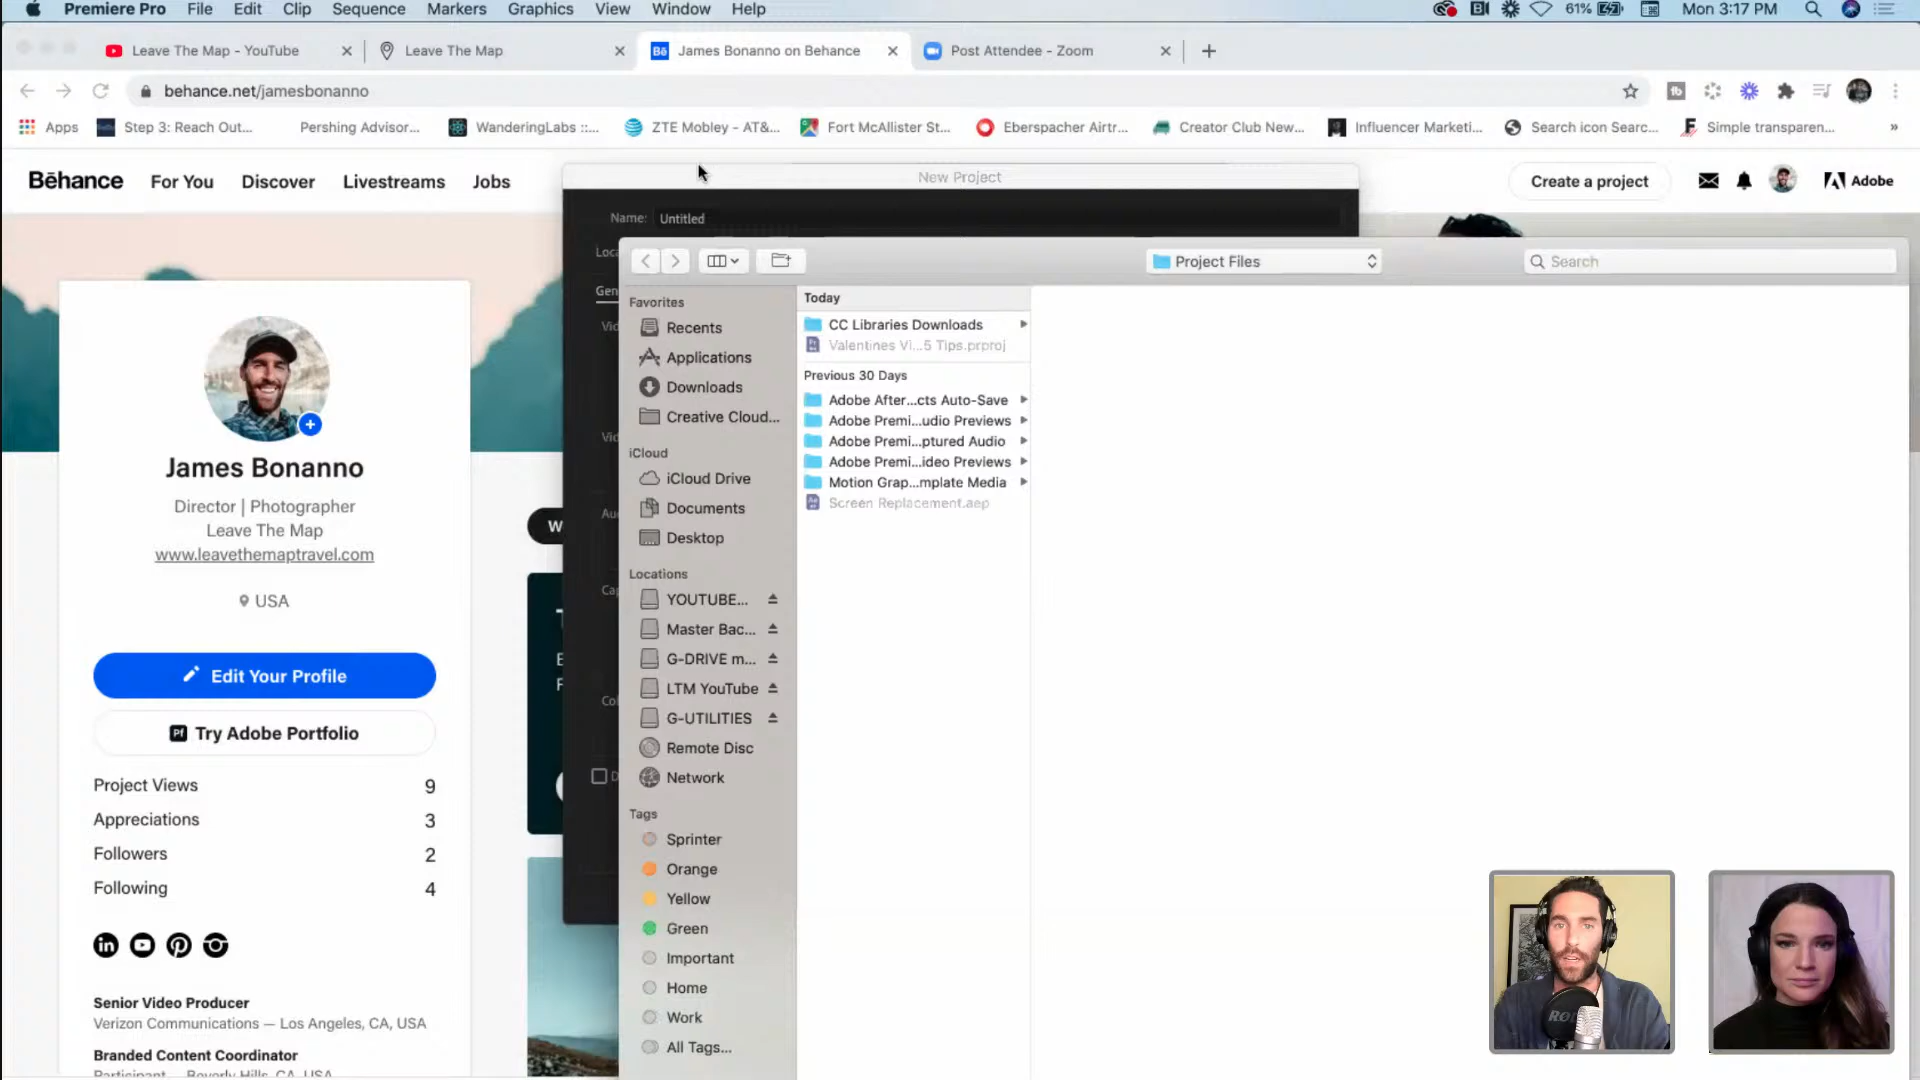 Premiere Pro File Edit Clip Sequence Markers Graphics View Window Help 61% Mon 3:17 PM
Leave The Map - YouTube Leave The Map James Bonanno on Behance Post Attendee - Zoom
behance.net/jamesbonanno
Apps Step 3: Reach Out... Pershing Advisor... WanderingLabs ::... ZTE Mobley - AT&... Fort McAllister St... Eberspacher Airtr... Creator Club New... Influencer Marketi... Search icon Searc... Simple transparen... »
Bēhance For You Discover Livestreams Jobs Create a project Adobe
New Project
Name: Untitled
Loca
Project Files
Search
Gen
Favorites
Recents
Applications
Downloads
Creative Cloud...
iCloud
iCloud Drive
Documents
Desktop
Locations
YOUTUBE...
Master Bac...
G-DRIVE m...
LTM YouTube
G-UTILITIES
Remote Disc
Network
Tags
Sprinter
Orange
Yellow
Green
Important
Home
Work
All Tags...
Today
CC Libraries Downloads
Valentines Vi...5 Tips.prproj
Previous 30 Days
Adobe After...cts Auto-Save
Adobe Premi...udio Previews
Adobe Premi...ptured Audio
Adobe Premi...ideo Previews
Motion Grap...mplate Media
Screen Replacement.aep
James Bonanno
Director | Photographer
Leave The Map
www.leavethemaptravel.com
USA
Edit Your Profile
Pf Try Adobe Portfolio
Project Views 9
Appreciations 3
Followers 2
Following 4
Senior Video Producer
Verizon Communications — Los Angeles, CA, USA
Branded Content Coordinator
Participant — Beverly Hills, CA, USA